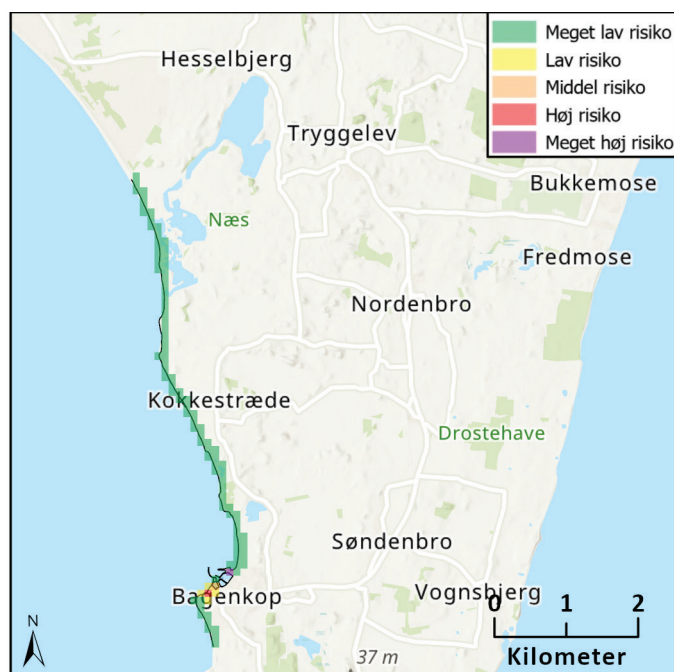 Meget lav risiko
Lav risiko
Middel risiko
Høj risiko
Meget høj risiko
Hesselbjerg
Tryggelev
Bukkemose
Næs
Fredmose
Nordenbro
Kokkestræde
Drostehave
Søndenbro
Bagenkop
Vognsbjerg
0 1 2
Kilometer
N
37 m